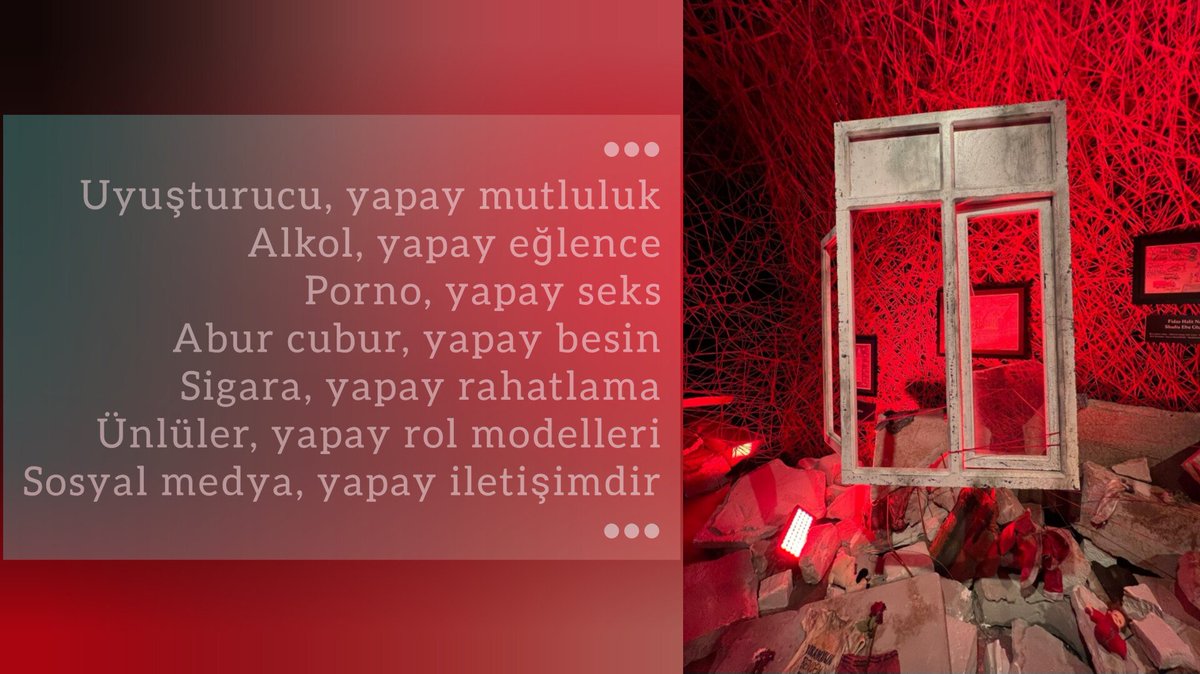 Uyuşturucu, yapay mutluluk
Alkol, yapay eğlence
Porno, yapay seks
Abur cubur, yapay besin
Sigara, yapay rahatlama
Ünlüler, yapay rol modelleri
Sosyal medya, yapay iletişimdir